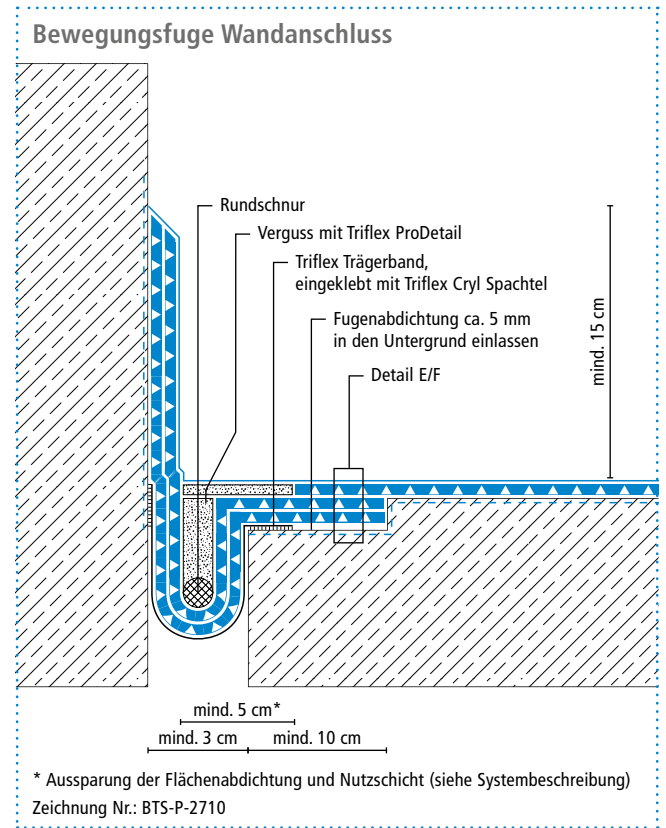 Bewegungsfuge Wandanschluss
Rundschnur
Verguss mit Triflex ProDetail
Triflex Trägerband,
eingeklebt mit Triflex Cryl Spachtel
Fugenabdichtung ca. 5 mm
in den Untergrund einlassen
Detail E/F
mind. 15 cm
mind. 5 cm*
mind. 3 cm
mind. 10 cm
* Aussparung der Flächenabdichtung und Nutzschicht (siehe Systembeschreibung)
Zeichnung Nr.: BTS-P-2710